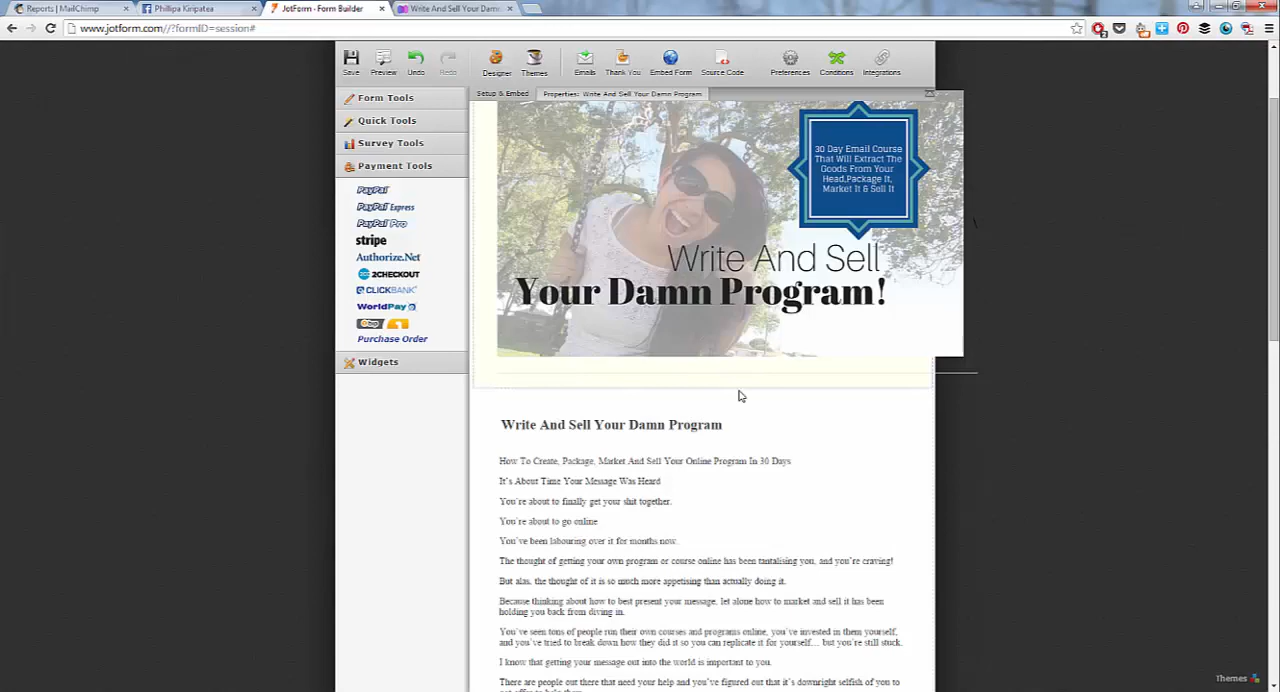 Reports | MailChimp
Phillipa Kiripatea
JotForm - Form Builder
Write And Sell Your Damn
www.jotform.com//?formID=session#
Save
Preview
Undo
Redo
Designer
Themes
Emails
Thank You
Embed Form
Source Code
Preferences
Conditions
Integrations
Setup & Embed
Properties: Write And Sell Your Damn Program
Form Tools
Quick Tools
Survey Tools
Payment Tools
PayPal
PayPal Express
PayPal Pro
stripe
Authorize.Net
2CHECKOUT
CLICKBANK
WorldPay
Purchase Order
Widgets
30 Day Email Course
That Will Extract The
Goods From Your
Head,Package It,
Market It & Sell It
Write And Sell
Your Damn Program!
Write And Sell Your Damn Program
How To Create, Package, Market And Sell Your Online Program In 30 Days
It's About Time Your Message Was Heard
You're about to finally get your shit together.
You're about to go online
You've been labouring over it for months now.
The thought of getting your own program or course online has been tantalising you, and you're craving!
But alas, the thought of it is so much more appetising than actually doing it.
Because thinking about how to best present your message, let alone how to market and sell it has been
holding you back from diving in.
You've seen tons of people run their own courses and programs online, you've invested in them yourself,
and you've tried to break down how they did it so you can replicate it for yourself… but you're still stuck.
I know that getting your message out into the world is important to you.
There are people out there that need your help and you've figured out that it's downright selfish of you to
Themes